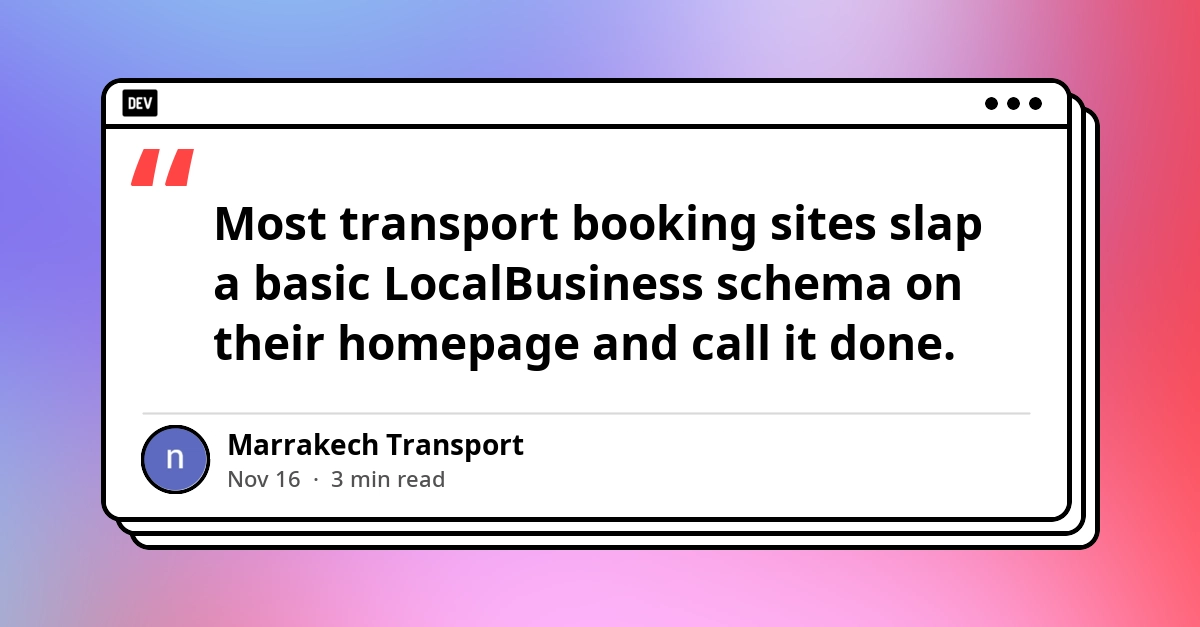 DEV
“
Most transport booking sites slap
a basic LocalBusiness schema on
their homepage and call it done.
n
Marrakech Transport
Nov 16 · 3 min read